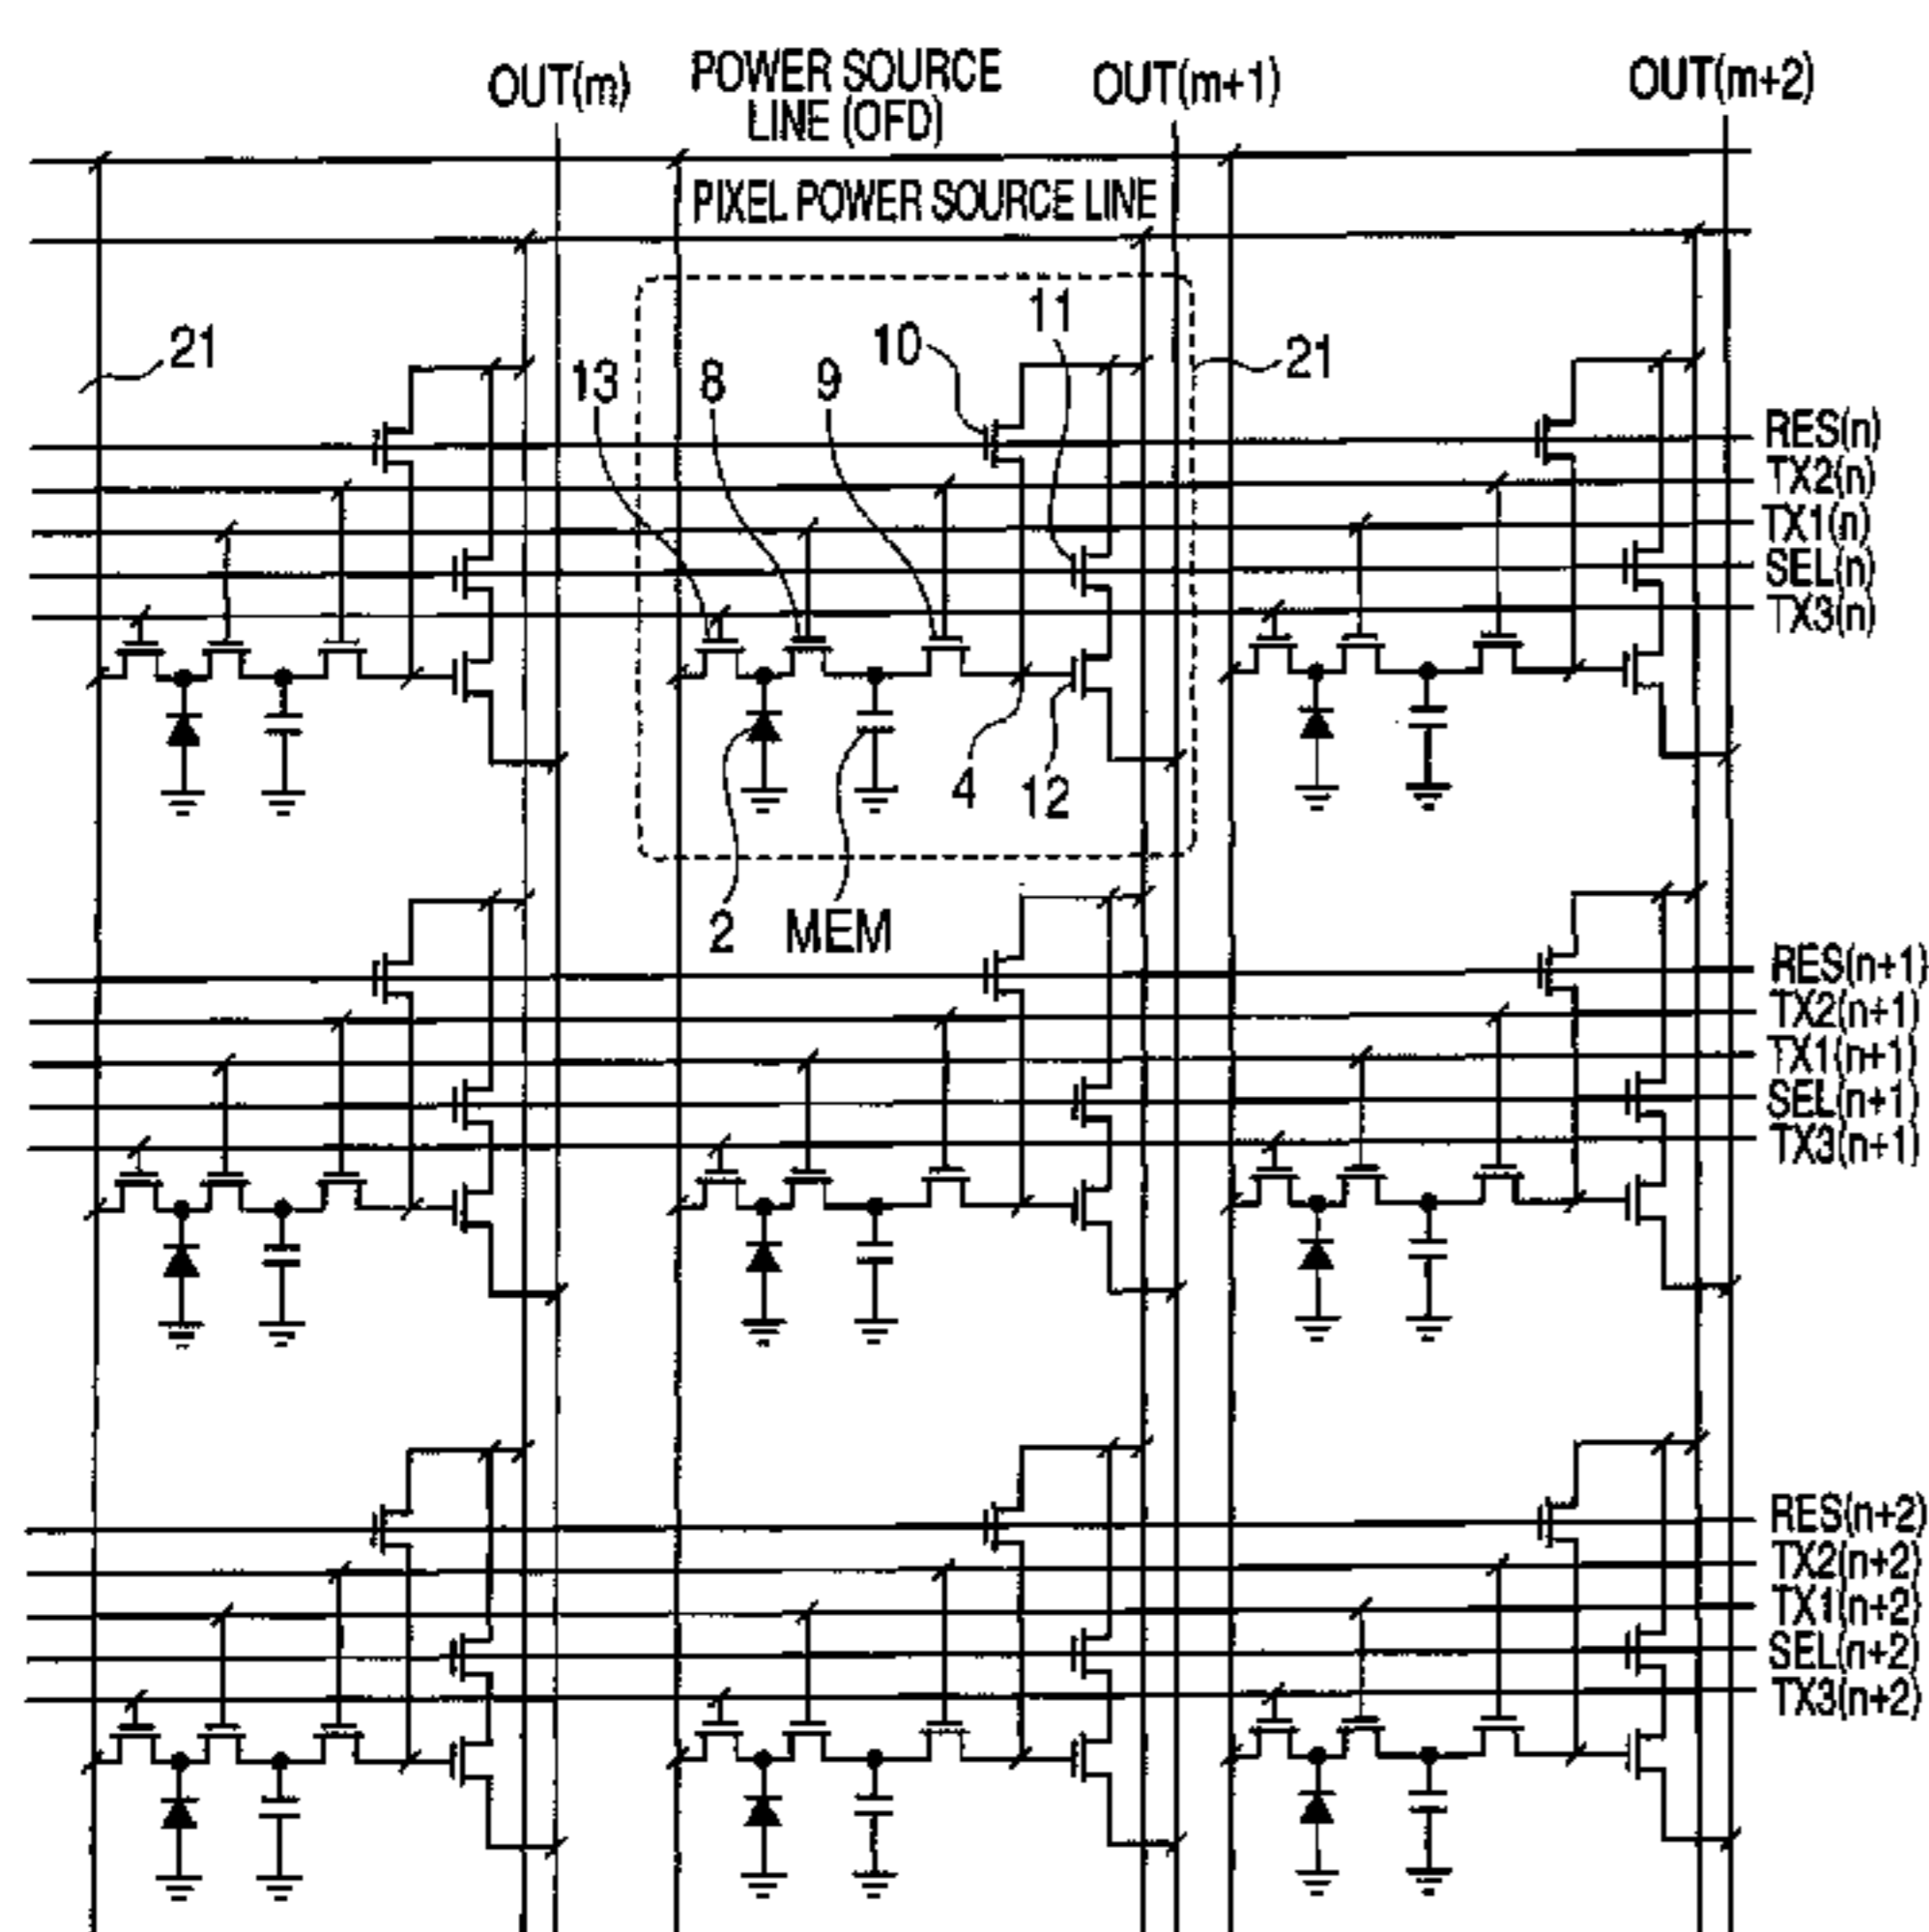 OUT(m)
POWER SOURCE
LINE (OFD)
OUT(m+1)
OUT(m+2)
PIXEL POWER SOURCE LINE
21
13
8
9
10
11
21
RES(n)
TX2(n)
TX1(n)
SEL(n)
TX3(n)
4
12
2
MEM
RES(n+1)
TX2(n+1)
TX1(n+1)
SEL(n+1)
TX3(n+1)
RES(n+2)
TX2(n+2)
TX1(n+2)
SEL(n+2)
TX3(n+2)